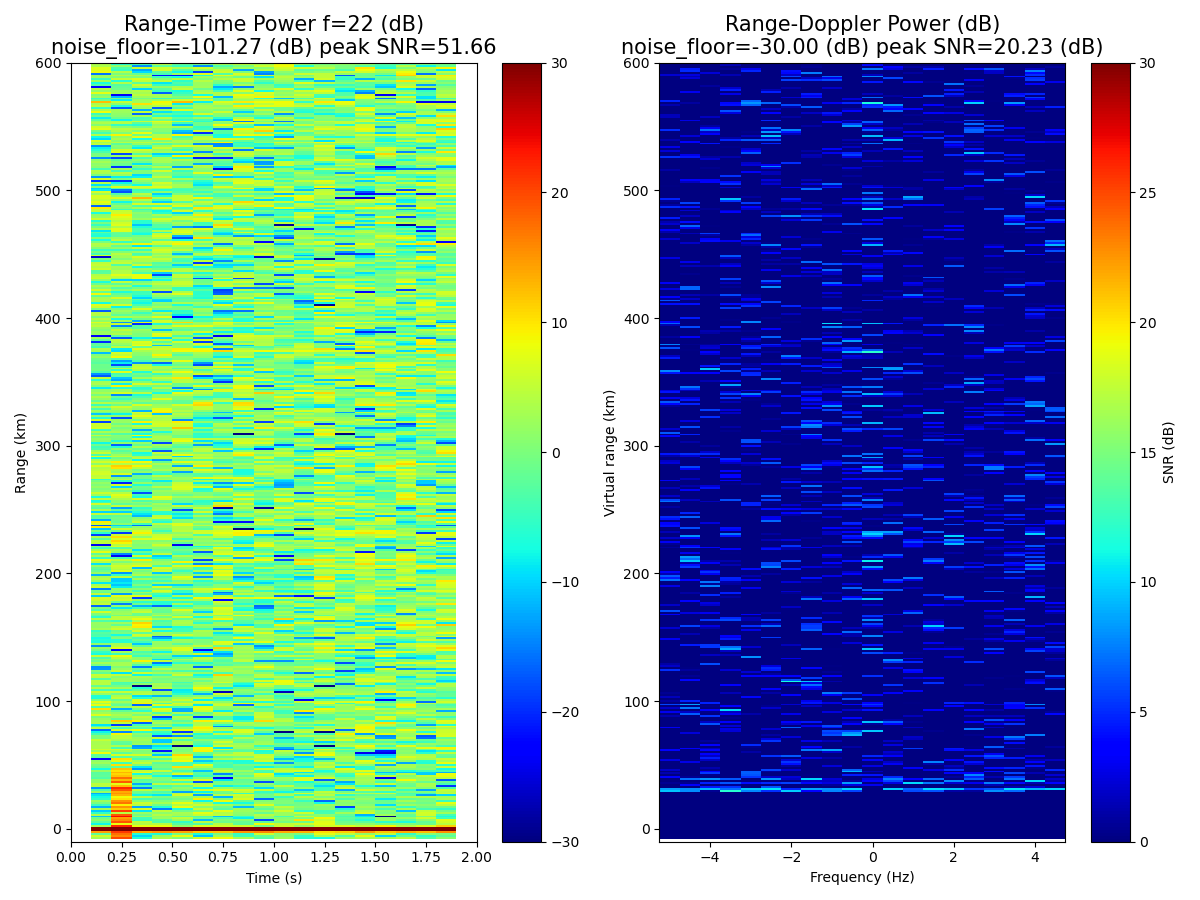 Range-Time Power f=22 (dB)
noise_floor=-101.27 (dB) peak SNR=51.66
Range-Doppler Power (dB)
noise_floor=-30.00 (dB) peak SNR=20.23 (dB)
600
500
400
300
200
100
0
Range (km)
0.00 0.25 0.50 0.75 1.00 1.25 1.50 1.75 2.00
Time (s)
30
20
10
0
−10
−20
−30
600
500
400
300
200
100
0
Virtual range (km)
−4 −2 0 2 4
Frequency (Hz)
30
25
20
15
10
5
0
SNR (dB)